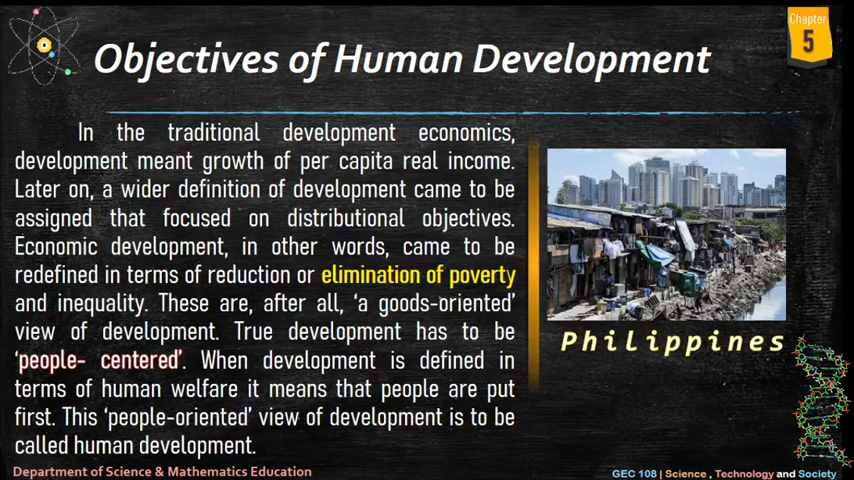 Chapter
5
Objectives of Human Development
In the traditional development economics,
development meant growth of per capita real income.
Later on, a wider definition of development came to be
assigned that focused on distributional objectives.
Economic development, in other words, came to be
redefined in terms of reduction or elimination of poverty
and inequality. These are, after all, ‘a goods-oriented’
view of development. True development has to be
‘people- centered’. When development is defined in
terms of human welfare it means that people are put
first. This ‘people-oriented’ view of development is to be
called human development.
Philippines
Department of Science & Mathematics Education
GEC 108 | Science , Technology and Society